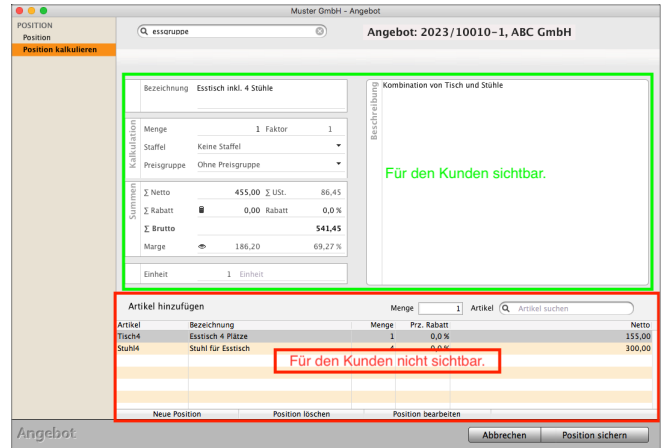 Muster GmbH - Angebot
POSITION
Position
Position kalkulieren
essgruppe
Angebot: 2023/10010-1, ABC GmbH
Bezeichnung Esstisch inkl. 4 Stühle
Kalkulation
Menge 1 Faktor 1
Staffel Keine Staffel
Preisgruppe Ohne Preisgruppe
Summen
Σ Netto 455,00 Σ USt. 86,45
Σ Rabatt 0,00 Rabatt 0,0 %
Σ Brutto 541,45
Marge 186,20 69,27 %
Einheit 1 Einheit
Beschreibung
Kombination von Tisch und Stühle
Für den Kunden sichtbar.
Artikel hinzufügen Menge 1 Artikel Artikel suchen
Artikel Bezeichnung Menge Prz. Rabatt Netto
Tisch4 Esstisch 4 Plätze 1 0,0 % 155,00
Stuhl4 Stuhl für Esstisch 4 0,0 % 300,00
Für den Kunden nicht sichtbar.
Neue Position Position löschen Position bearbeiten
Angebot
Abbrechen Position sichern